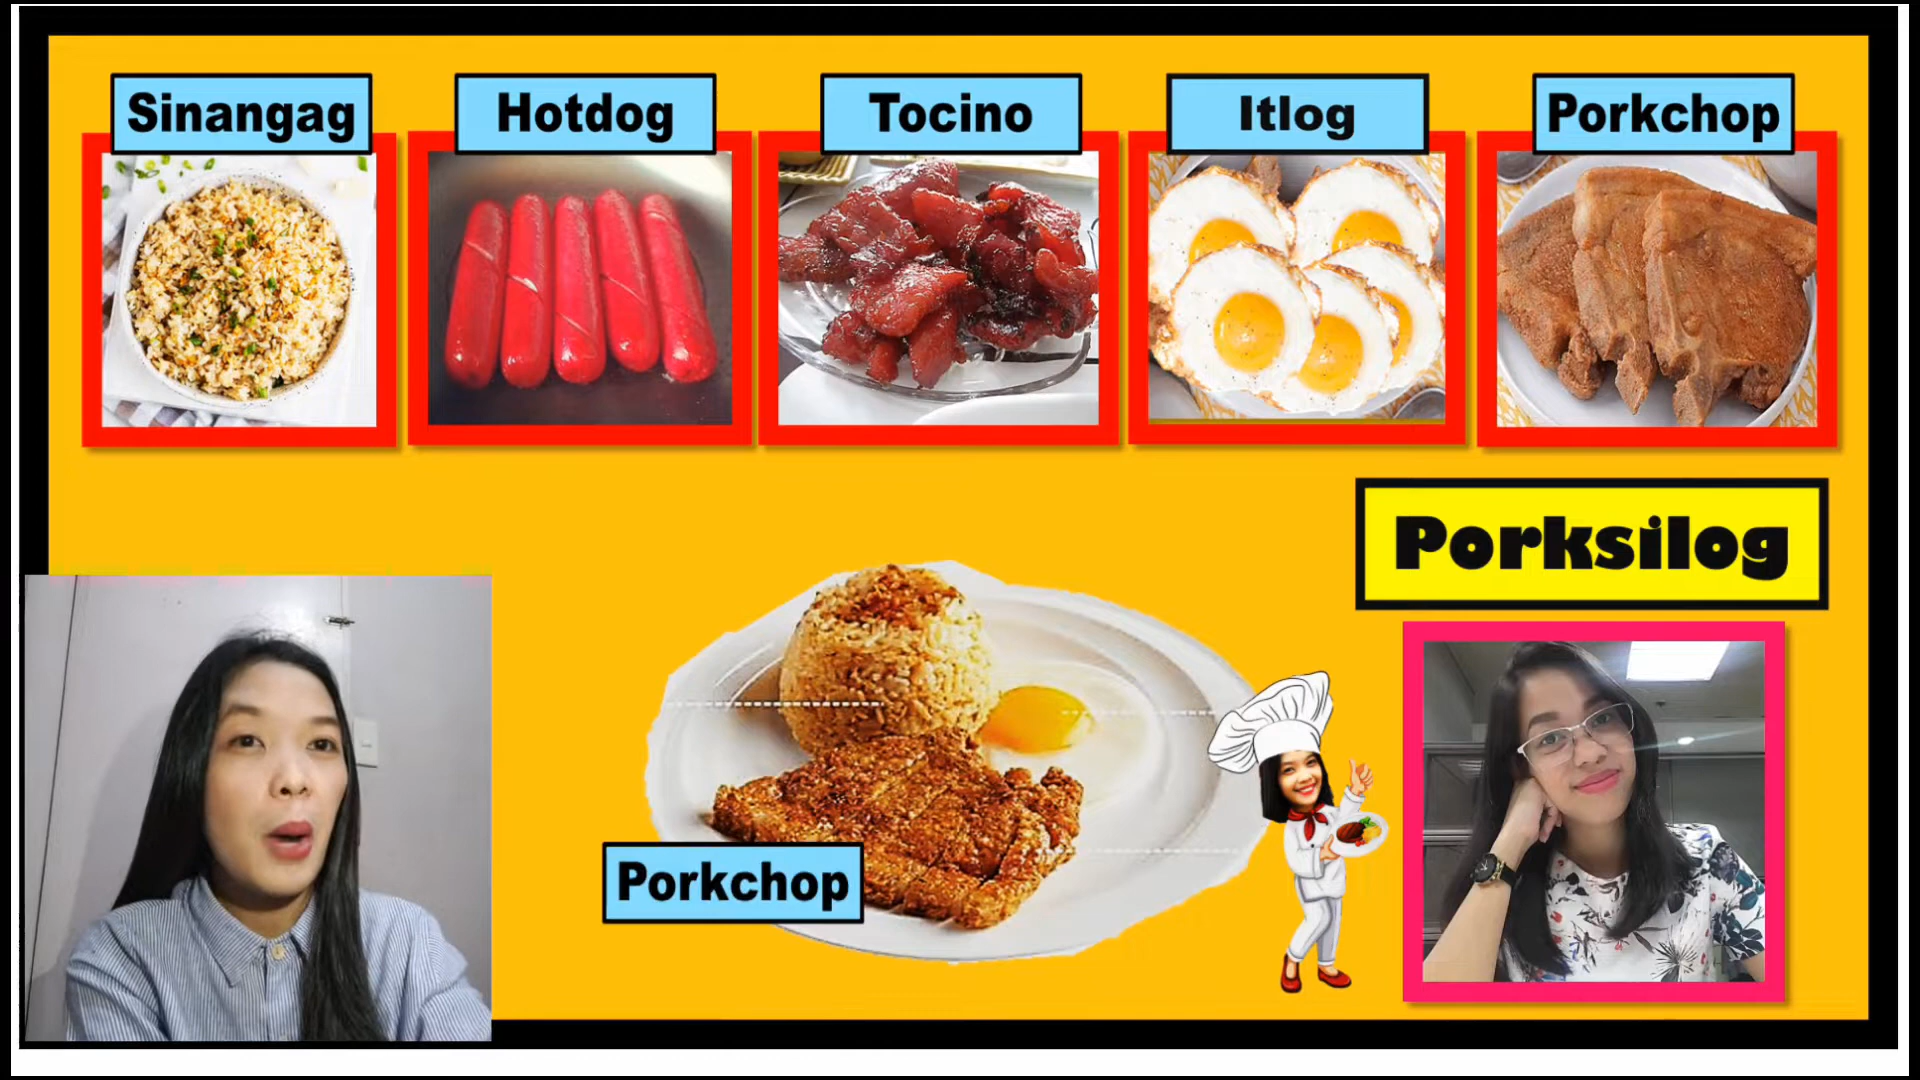 Sinangag
Hotdog
Tocino
Itlog
Porkchop
Porksilog
Porkchop